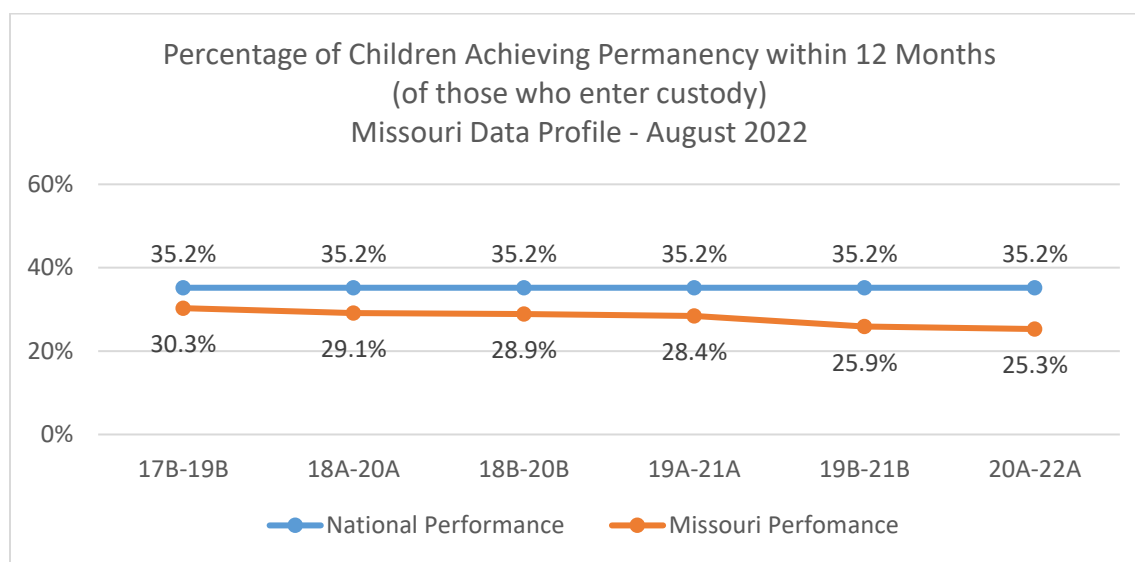 Percentage of Children Achieving Permanency within 12 Months
(of those who enter custody)
Missouri Data Profile - August 2022
60%
35.2% 35.2% 35.2% 35.2% 35.2% 35.2%
40%
20%
30.3% 29.1% 28.9% 28.4% 25.9% 25.3%
0%
17B-19B 18A-20A 18B-20B 19A-21A 19B-21B 20A-22A
National Performance Missouri Perfomance